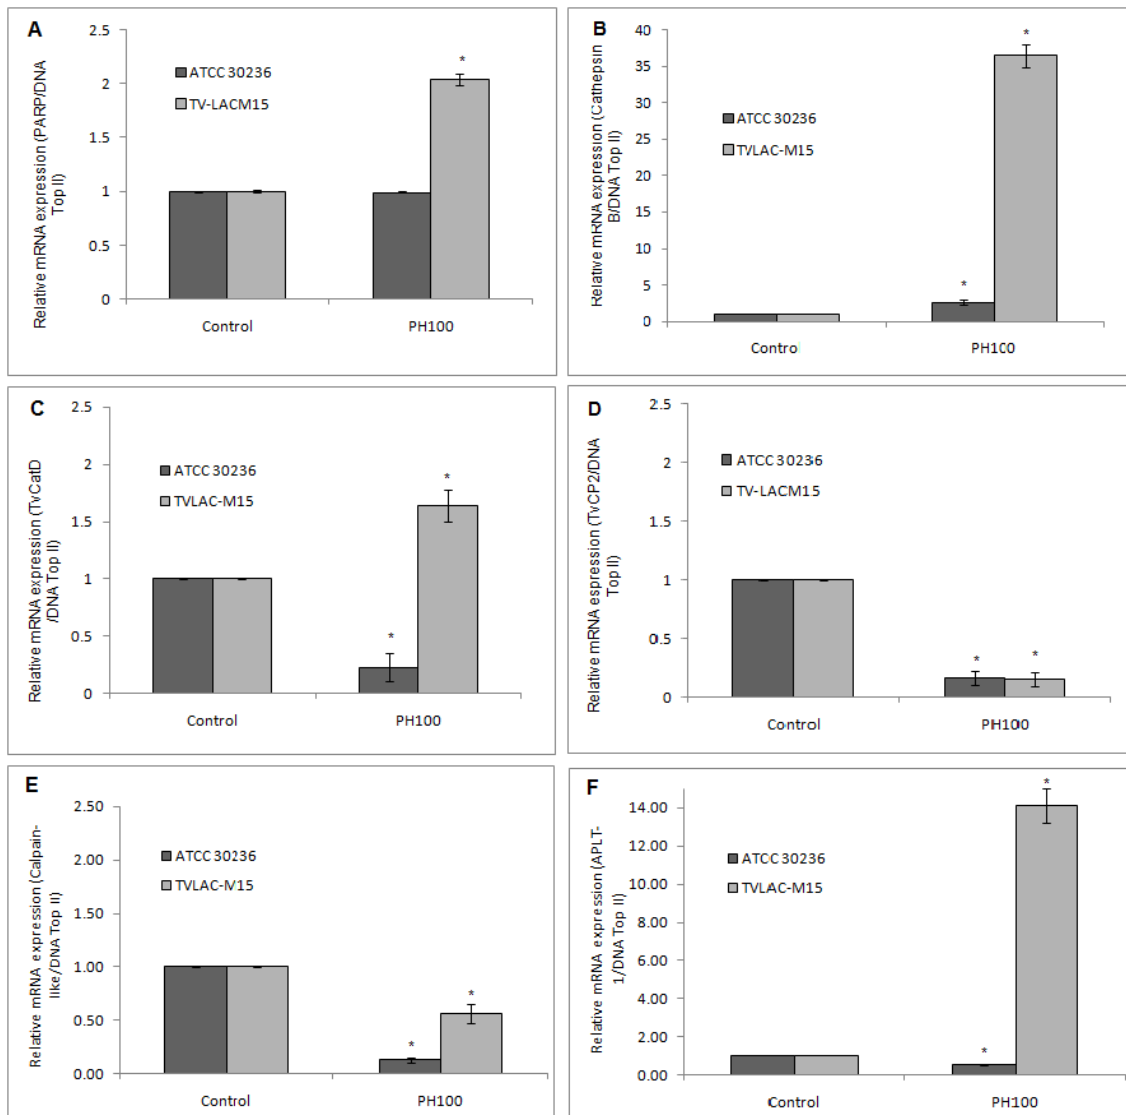 A
Relative mRNA expression (PARP/DNA
Top II)
2.5
2
1.5
1
0.5
0
ATCC 30236
TV-LACM15
*
Control
PH100
B
Relative mRNA expression (Cathepsin
B/DNA Top II)
40
35
30
25
20
15
10
5
0
ATCC 30236
TVLAC-M15
*
*
Control
PH100
C
Relative mRNA expression (TvCatD
/DNA Top II)
2.5
2
1.5
1
0.5
0
ATCC 30236
TVLAC-M15
*
*
Control
PH100
D
Relative mRNA espression (TvCP2/DNA
Top II)
2.5
2
1.5
1
0.5
0
ATCC 30236
TV-LACM15
*
*
Control
PH100
E
Relative mRNA expression (Calpain-
like/DNA Top II)
2.50
2.00
1.50
1.00
0.50
0.00
ATCC 30236
TVLAC-M15
*
*
Control
PH100
F
Relative mRNA expression (APLT-
1/DNA Top II)
14.00
12.00
10.00
8.00
6.00
4.00
2.00
0.00
ATCC 30236
TVLAC-M15
*
*
Control
PH100